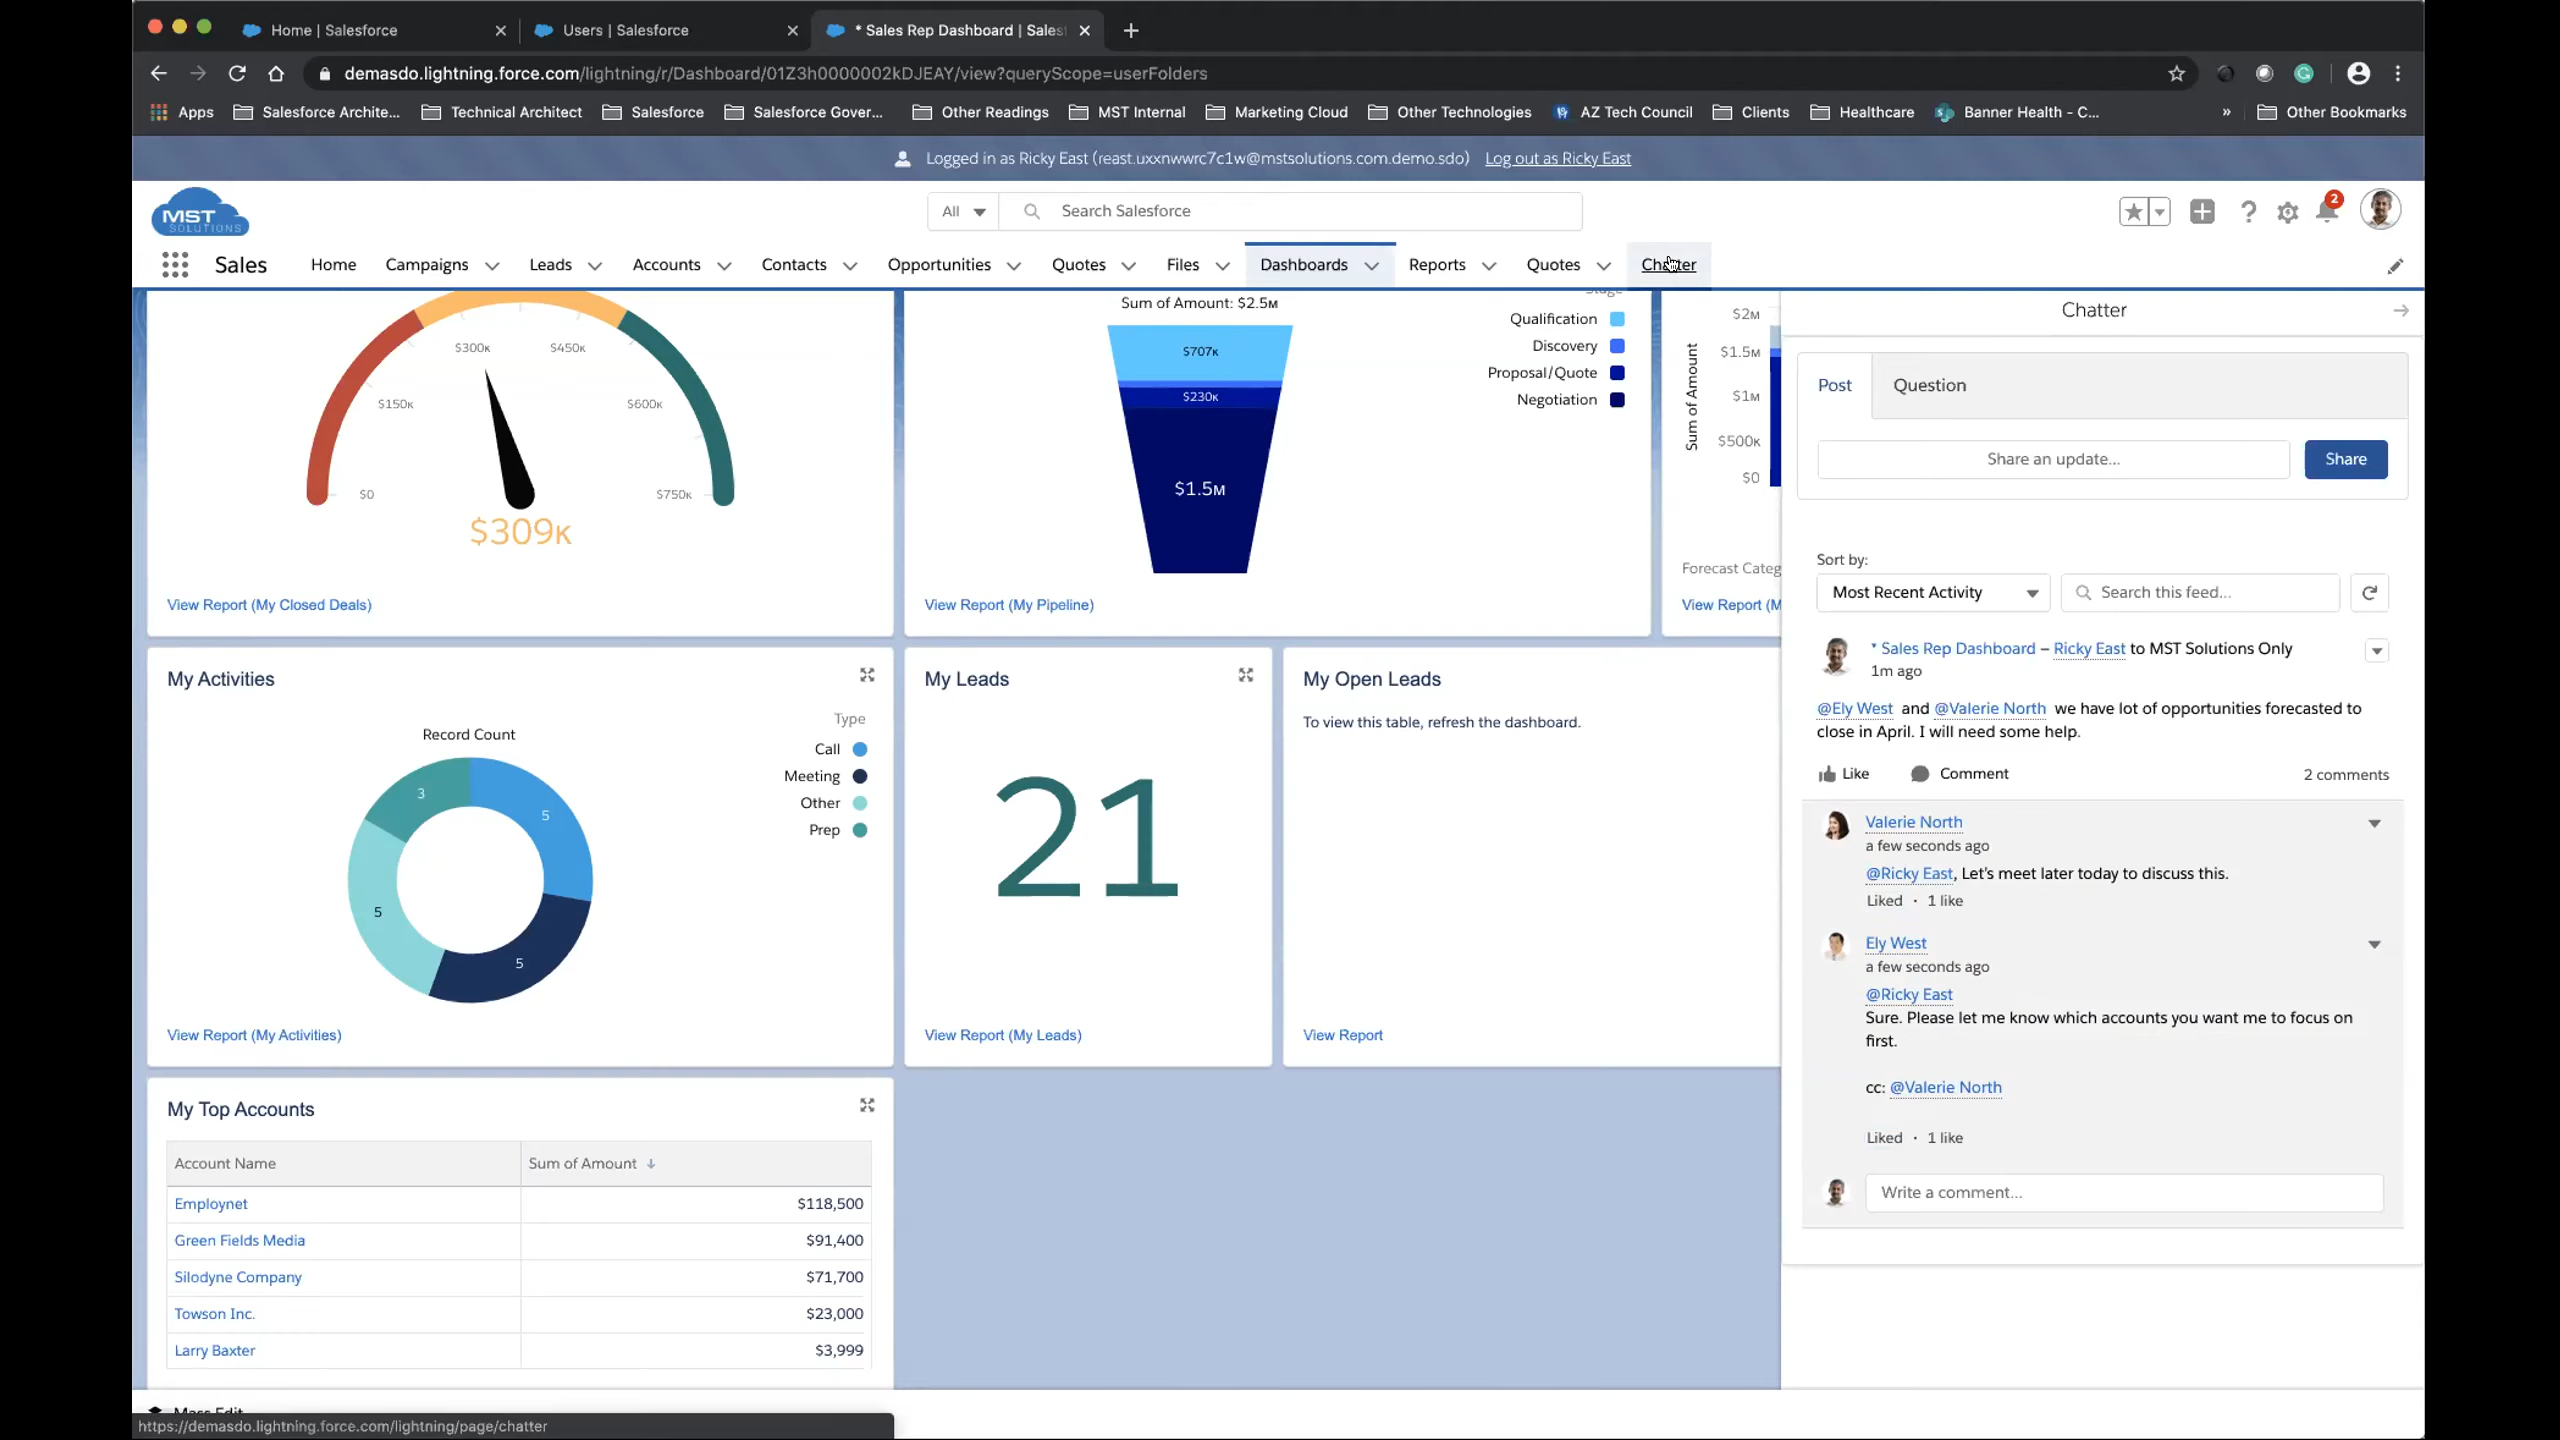 Home | Salesforce
Users | Salesforce
* Sales Rep Dashboard | Sales
demasdo.lightning.force.com/lightning/r/Dashboard/01Z3h0000002kDJEAY/view?queryScope=userFolders
Apps
Salesforce Archite...
Technical Architect
Salesforce
Salesforce Gover...
Other Readings
MST Internal
Marketing Cloud
Other Technologies
AZ Tech Council
Clients
Healthcare
Banner Health - C...
»
Other Bookmarks
Logged in as Ricky East (reast.uxxnwwrc7c1w@mstsolutions.com.demo.sdo)
Log out as Ricky East
MST
SOLUTIONS
All
Search Salesforce
2
Sales
Home
Campaigns
Leads
Accounts
Contacts
Opportunities
Quotes
Files
Dashboards
Reports
Quotes
Chatter
$0
$150K
$300K
$450K
$600K
$750K
$309K
View Report (My Closed Deals)
Sum of Amount: $2.5M
$707K
$230K
$1.5M
Stage
Qualification
Discovery
Proposal/Quote
Negotiation
View Report (My Pipeline)
Sum of Amount
$2M
$1.5M
$1M
$500K
$0
Forecast Categ
View Report (M
My Activities
Record Count
5
5
5
3
Type
Call
Meeting
Other
Prep
View Report (My Activities)
My Leads
21
View Report (My Leads)
My Open Leads
To view this table, refresh the dashboard.
View Report
My Top Accounts
Account Name
Sum of Amount ↓
Employnet
$118,500
Green Fields Media
$91,400
Silodyne Company
$71,700
Towson Inc.
$23,000
Larry Baxter
$3,999
Mass Edit
https://demasdo.lightning.force.com/lightning/page/chatter
Chatter
Post
Question
Share an update...
Share
Sort by:
Most Recent Activity
Search this feed...
* Sales Rep Dashboard – Ricky East to MST Solutions Only
1m ago
@Ely West and @Valerie North we have lot of opportunities forecasted to
close in April. I will need some help.
Like
Comment
2 comments
Valerie North
a few seconds ago
@Ricky East, Let's meet later today to discuss this.
Liked · 1 like
Ely West
a few seconds ago
@Ricky East
Sure. Please let me know which accounts you want me to focus on
first.
cc: @Valerie North
Liked · 1 like
Write a comment...